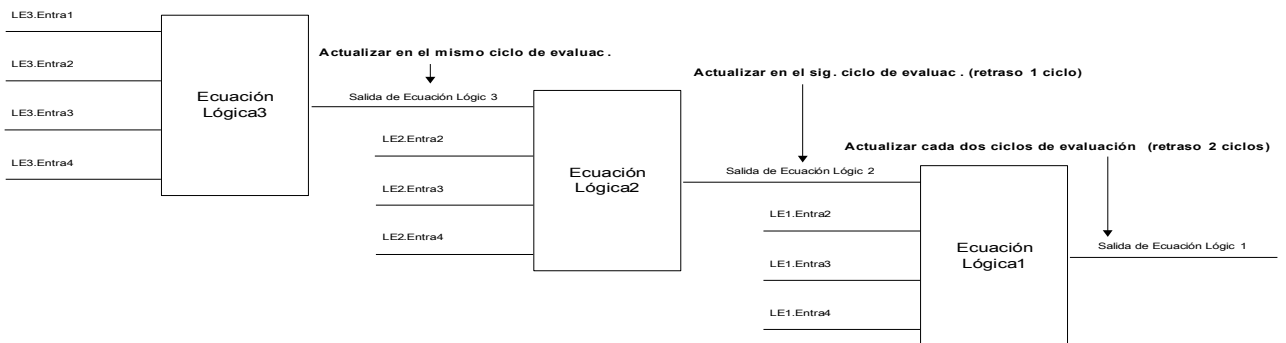 LE3.Entra1
LE3.Entra2
LE3.Entra3
LE3.Entra4
Ecuación
Lógica3
Actualizar en el mismo ciclo de evaluac .
Salida de Ecuación Lógic 3
LE2.Entra2
LE2.Entra3
LE2.Entra4
Ecuación
Lógica2
Actualizar en el sig. ciclo de evaluac . (retraso 1 ciclo)
Salida de Ecuación Lógic 2
LE1.Entra2
LE1.Entra3
LE1.Entra4
Ecuación
Lógica1
Actualizar cada dos ciclos de evaluación (retraso 2 ciclos)
Salida de Ecuación Lógic 1